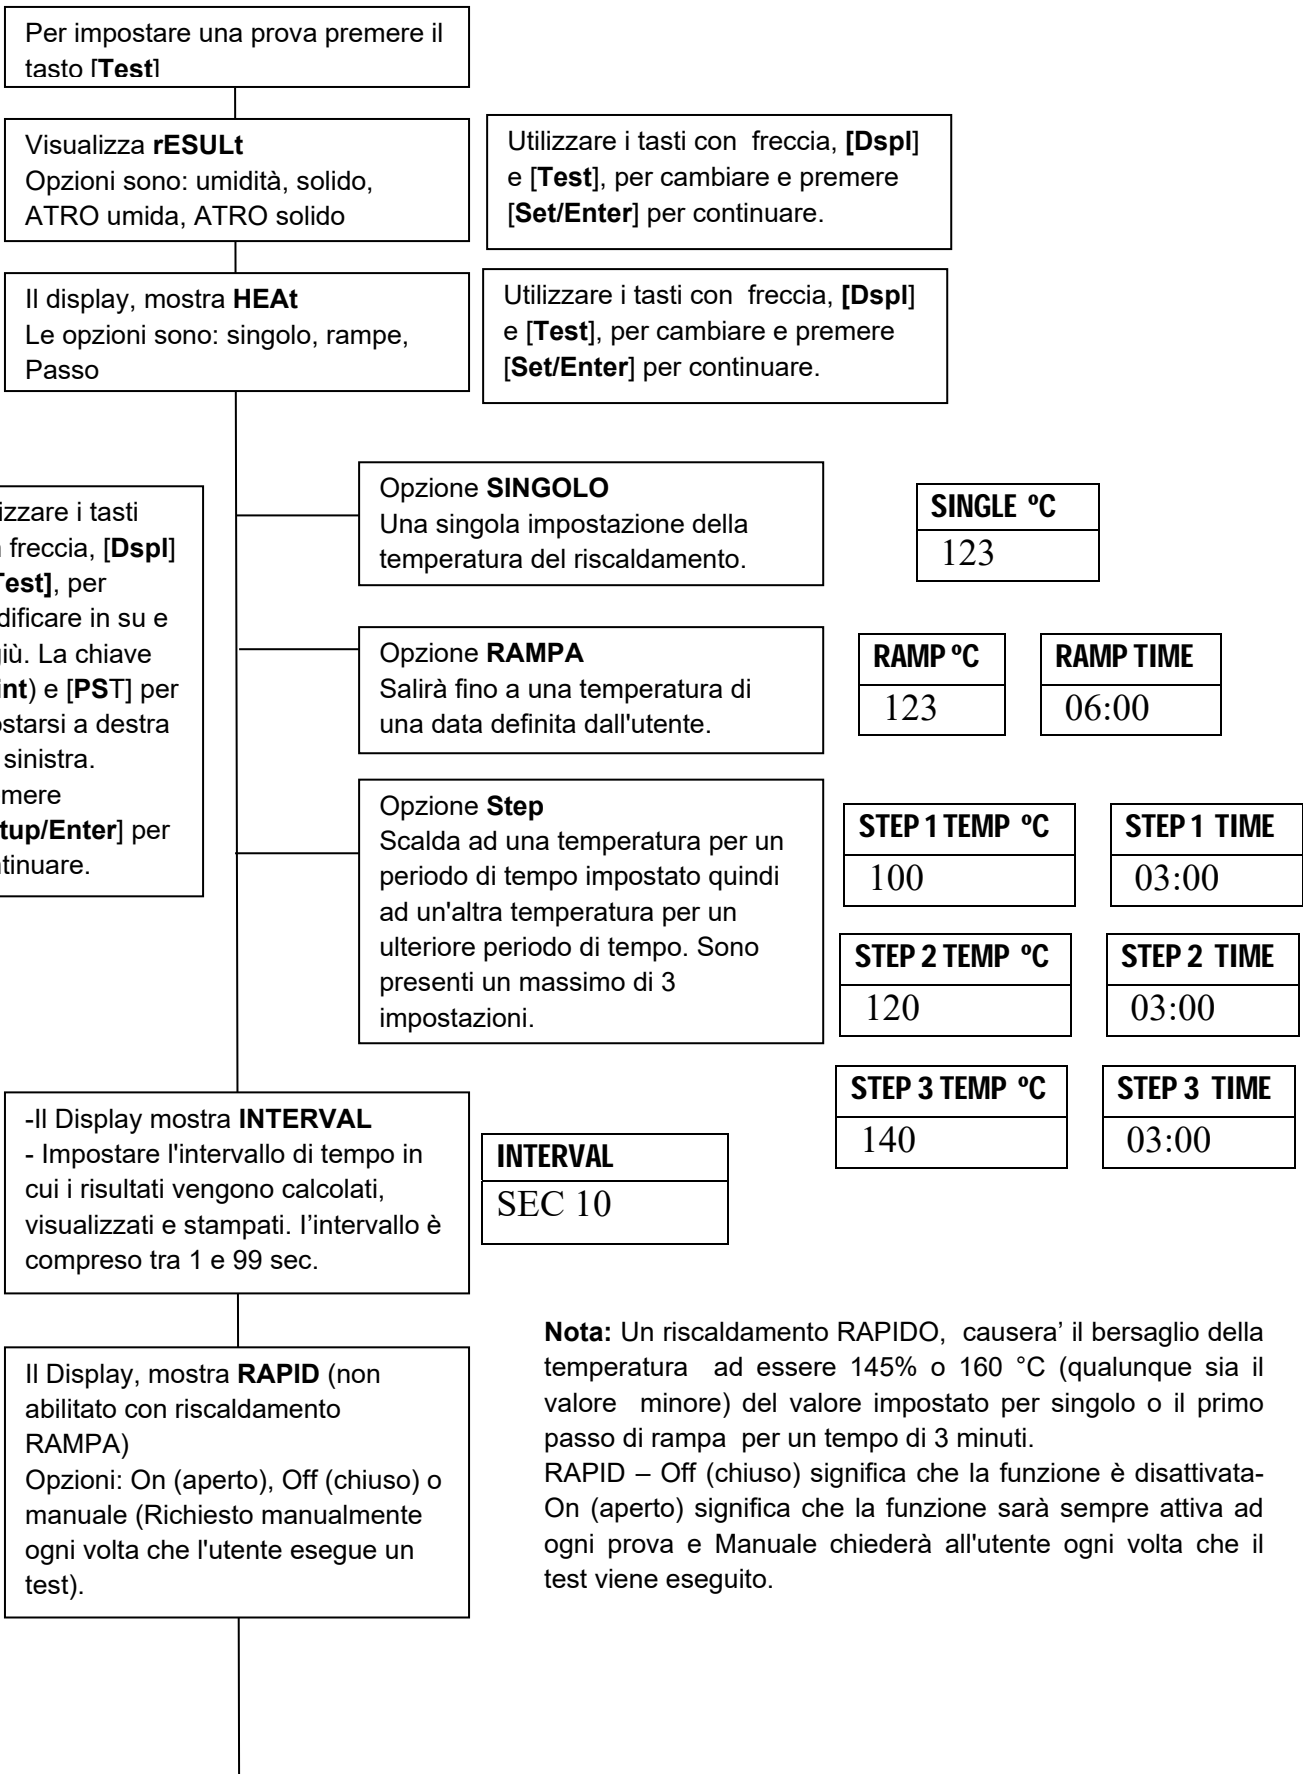 Per impostare una prova premere il
tasto [Test]
Visualizza rESULt
Opzioni sono: umidità, solido,
ATRO umida, ATRO solido
Utilizzare i tasti con freccia, [Dspl]
e [Test], per cambiare e premere
[Set/Enter] per continuare.
Il display, mostra HEAt
Le opzioni sono: singolo, rampe,
Passo
Utilizzare i tasti con freccia, [Dspl]
e [Test], per cambiare e premere
[Set/Enter] per continuare.
izzare i tasti
freccia, [Dspl]
Test], per
dificare in su e
giù. La chiave
int) e [PST] per
ostarsi a destra
sinistra.
mere
tup/Enter] per
ntinuare.
Opzione SINGOLO
Una singola impostazione della
temperatura del riscaldamento.
SINGLE ºC
123
Opzione RAMPA
Salirà fino a una temperatura di
una data definita dall'utente.
RAMP ºC
123
RAMP TIME
06:00
Opzione Step
Scalda ad una temperatura per un
periodo di tempo impostato quindi
ad un'altra temperatura per un
ulteriore periodo di tempo. Sono
presenti un massimo di 3
impostazioni.
STEP 1 TEMP ºC
100
STEP 1 TIME
03:00
STEP 2 TEMP ºC
120
STEP 2 TIME
03:00
STEP 3 TEMP ºC
140
STEP 3 TIME
03:00
-Il Display mostra INTERVAL
- Impostare l'intervallo di tempo in
cui i risultati vengono calcolati,
visualizzati e stampati. l'intervallo è
compreso tra 1 e 99 sec.
INTERVAL
SEC 10
Il Display, mostra RAPID (non
abilitato con riscaldamento
RAMPA)
Opzioni: On (aperto), Off (chiuso) o
manuale (Richiesto manualmente
ogni volta che l'utente esegue un
test).
Nota: Un riscaldamento RAPIDO, causera' il bersaglio della
temperatura ad essere 145% o 160 °C (qualunque sia il
valore minore) del valore impostato per singolo o il primo
passo di rampa per un tempo di 3 minuti.
RAPID – Off (chiuso) significa che la funzione è disattivata-
On (aperto) significa che la funzione sarà sempre attiva ad
ogni prova e Manuale chiederà all'utente ogni volta che il
test viene eseguito.